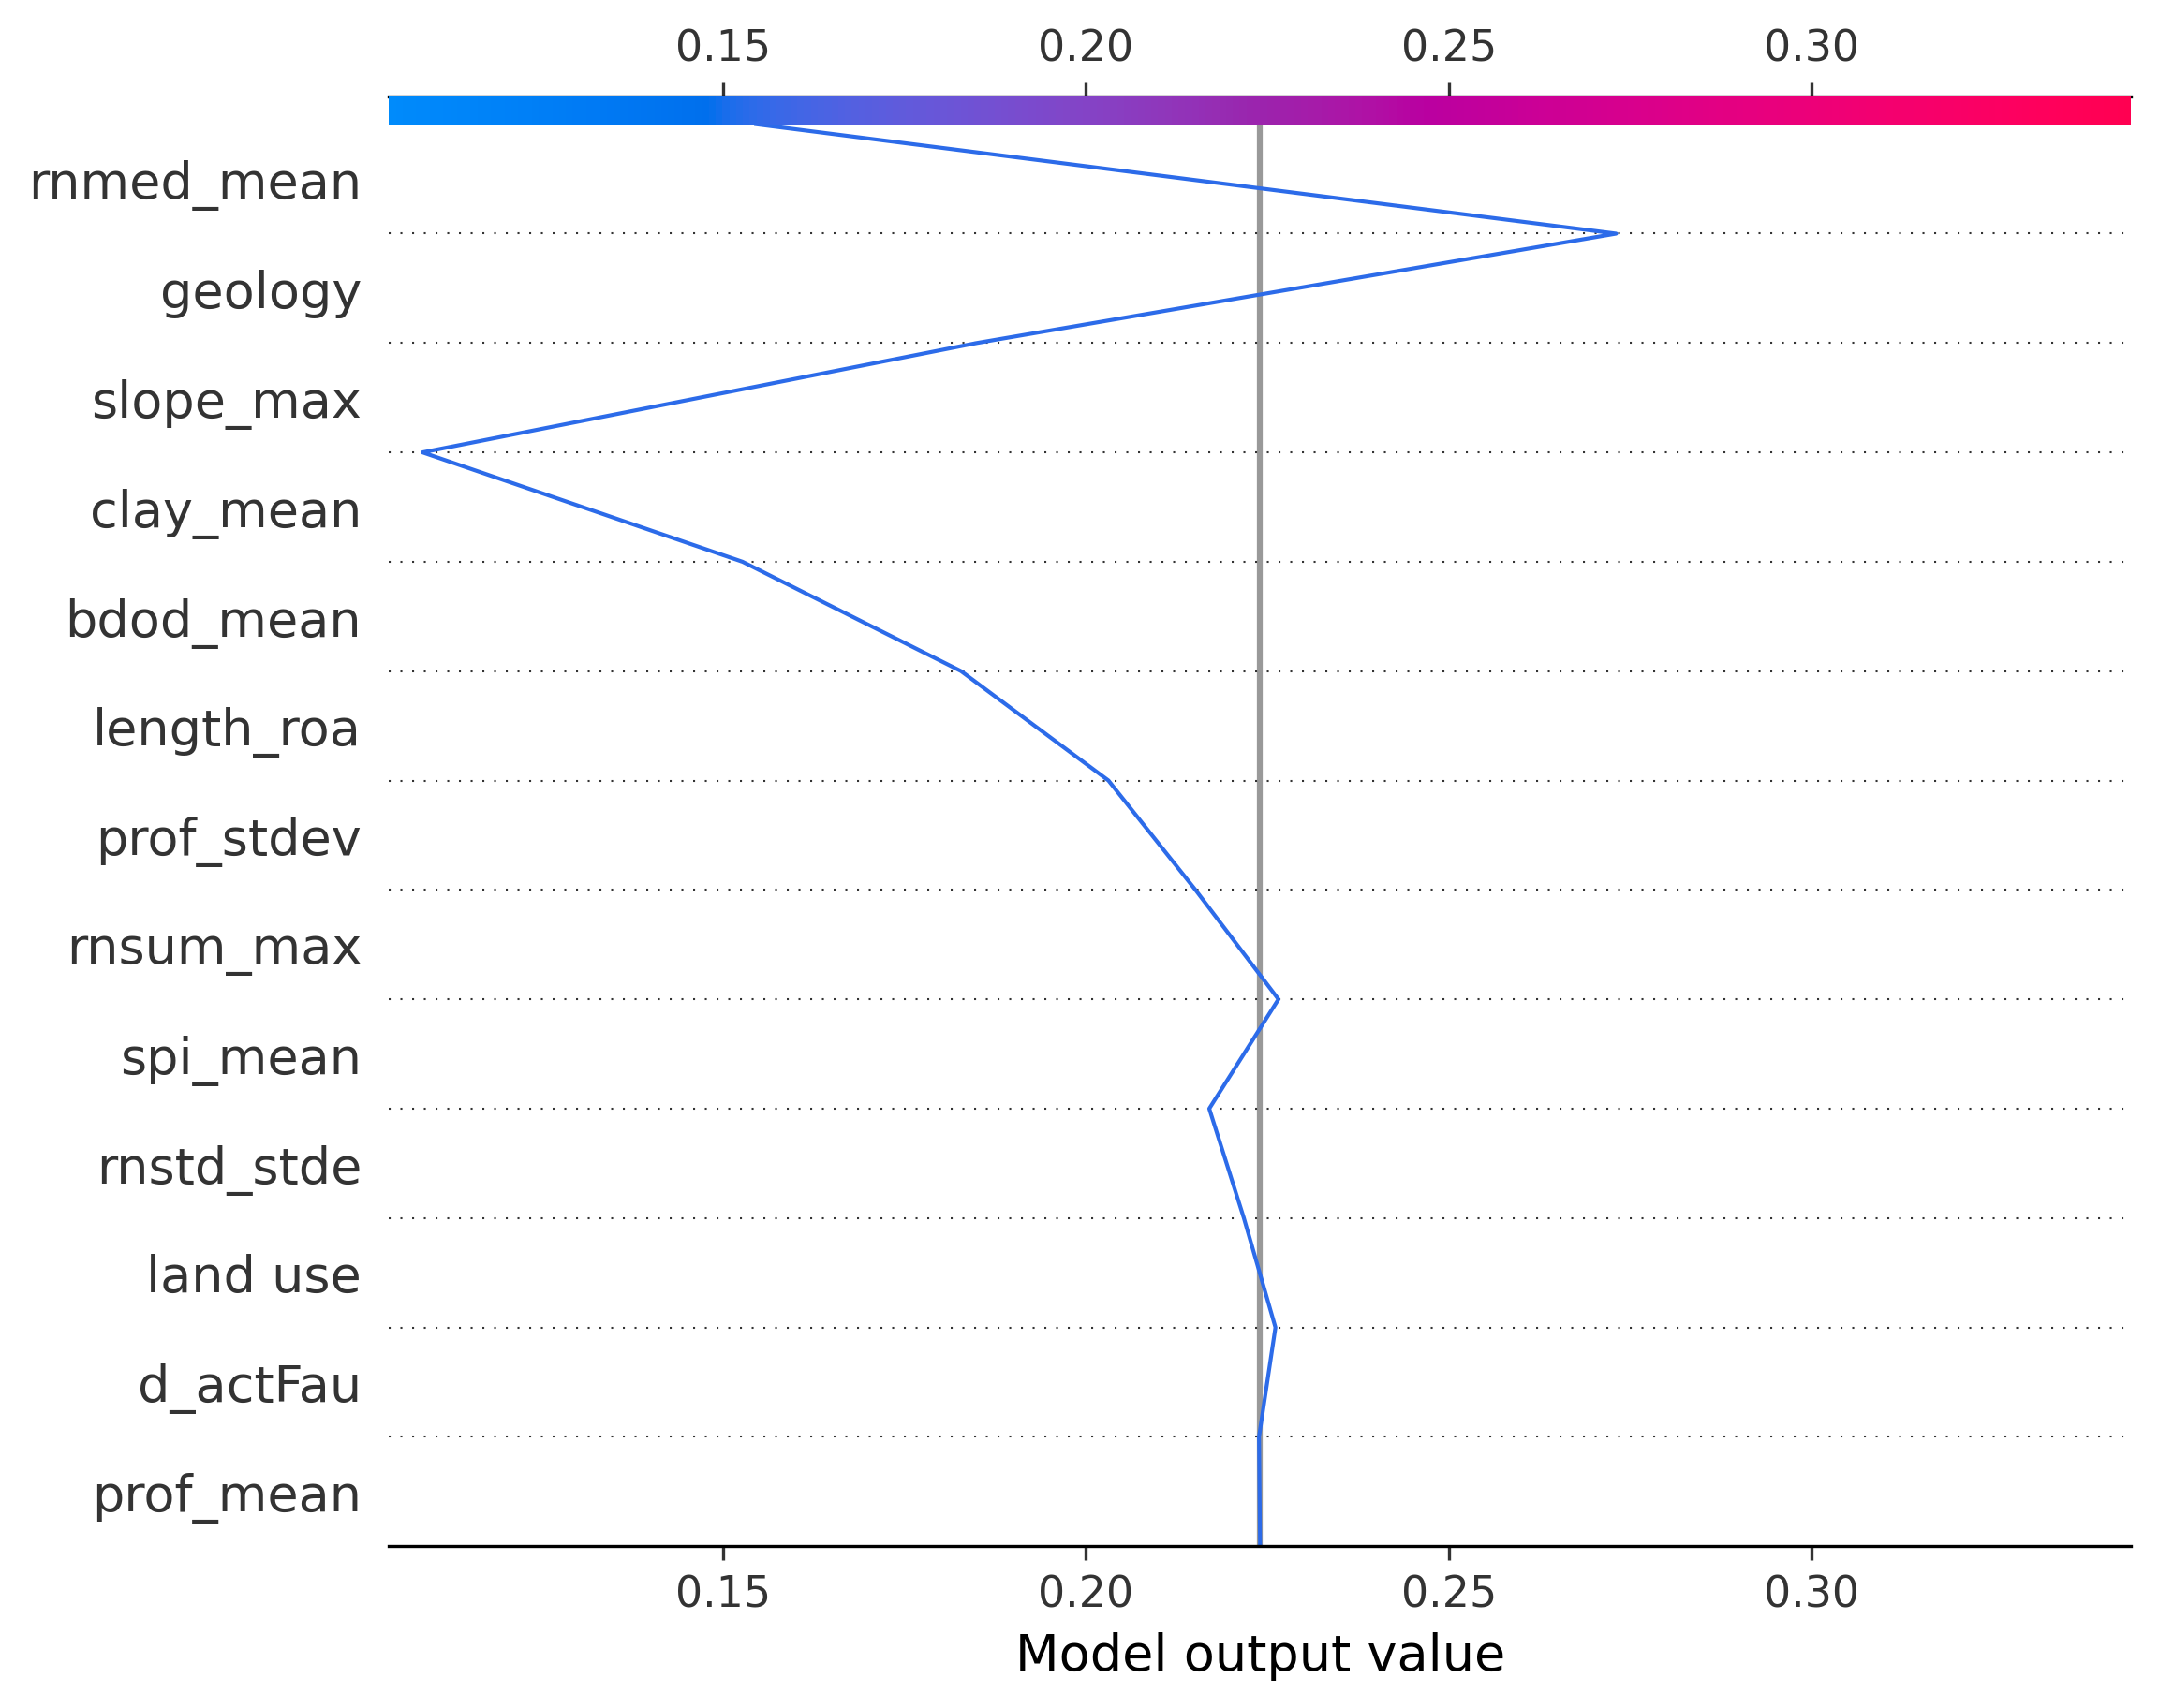 0.15 0.20 0.25 0.30
rnmed_mean
geology
slope_max
clay_mean
bdod_mean
length_roa
prof_stdev
rnsum_max
spi_mean
rnstd_stde
land use
d_actFau
prof_mean
0.15 0.20 0.25 0.30
Model output value